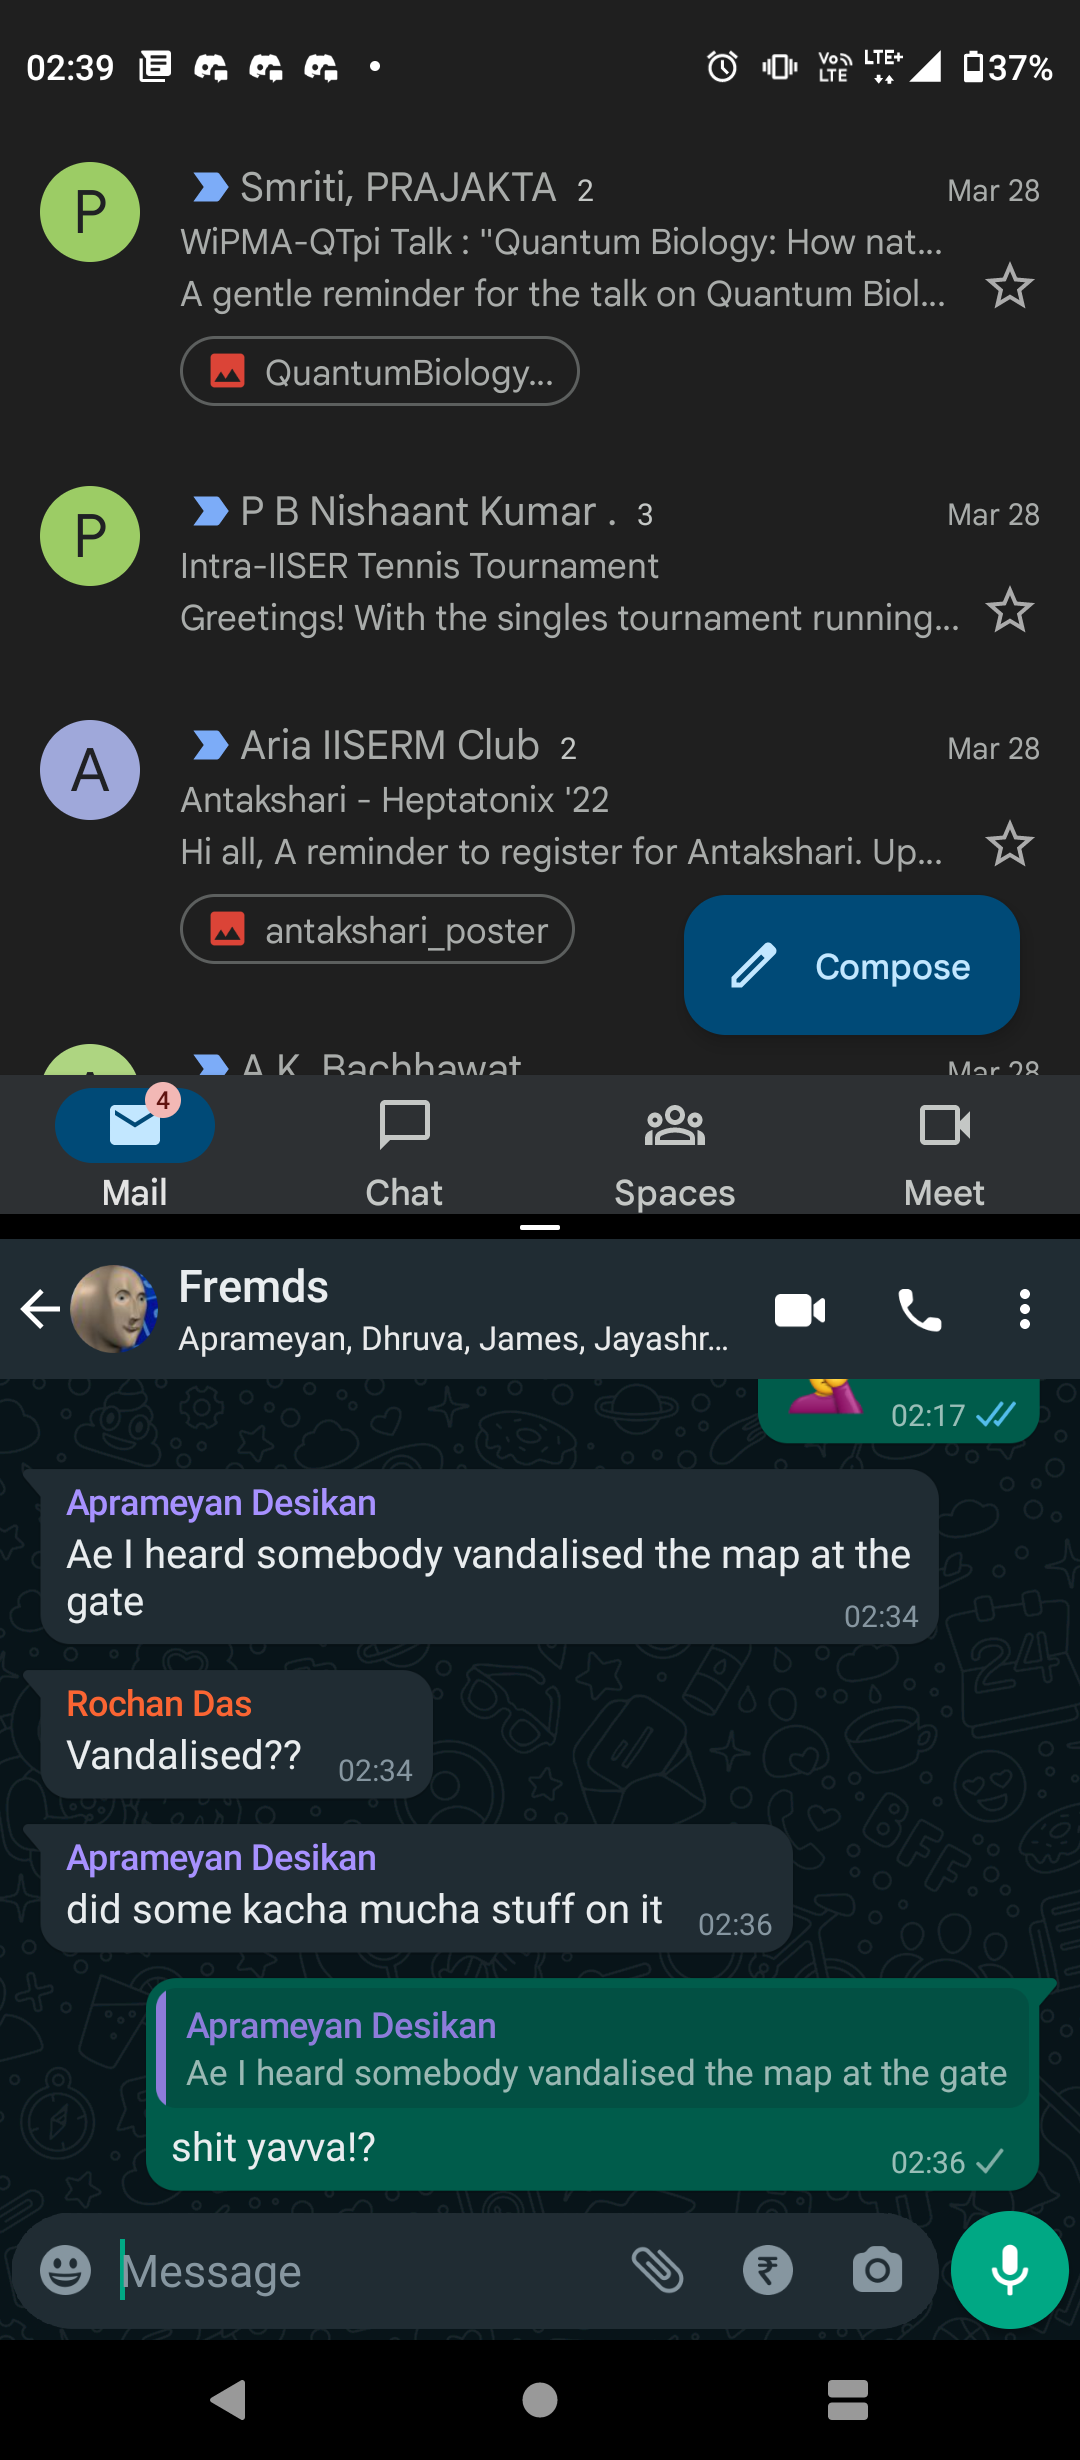 02:39
Vo LTE
LTE+
37%
P
Smriti, PRAJAKTA 2
Mar 28
WiPMA-QTpi Talk : "Quantum Biology: How nat...
A gentle reminder for the talk on Quantum Biol...
QuantumBiology...
P
P B Nishaant Kumar . 3
Mar 28
Intra-IISER Tennis Tournament
Greetings! With the singles tournament running...
A
Aria IISERM Club 2
Mar 28
Antakshari - Heptatonix '22
Hi all, A reminder to register for Antakshari. Up...
antakshari_poster
Compose
A K Bachhawat
Mar 28
4
Mail
Chat
Spaces
Meet
Fremds
Aprameyan, Dhruva, James, Jayashr...
02:17
Aprameyan Desikan
Ae I heard somebody vandalised the map at the
gate
02:34
Rochan Das
Vandalised??
02:34
Aprameyan Desikan
did some kacha mucha stuff on it
02:36
Aprameyan Desikan
Ae I heard somebody vandalised the map at the gate
shit yavva!?
02:36
Message
₹